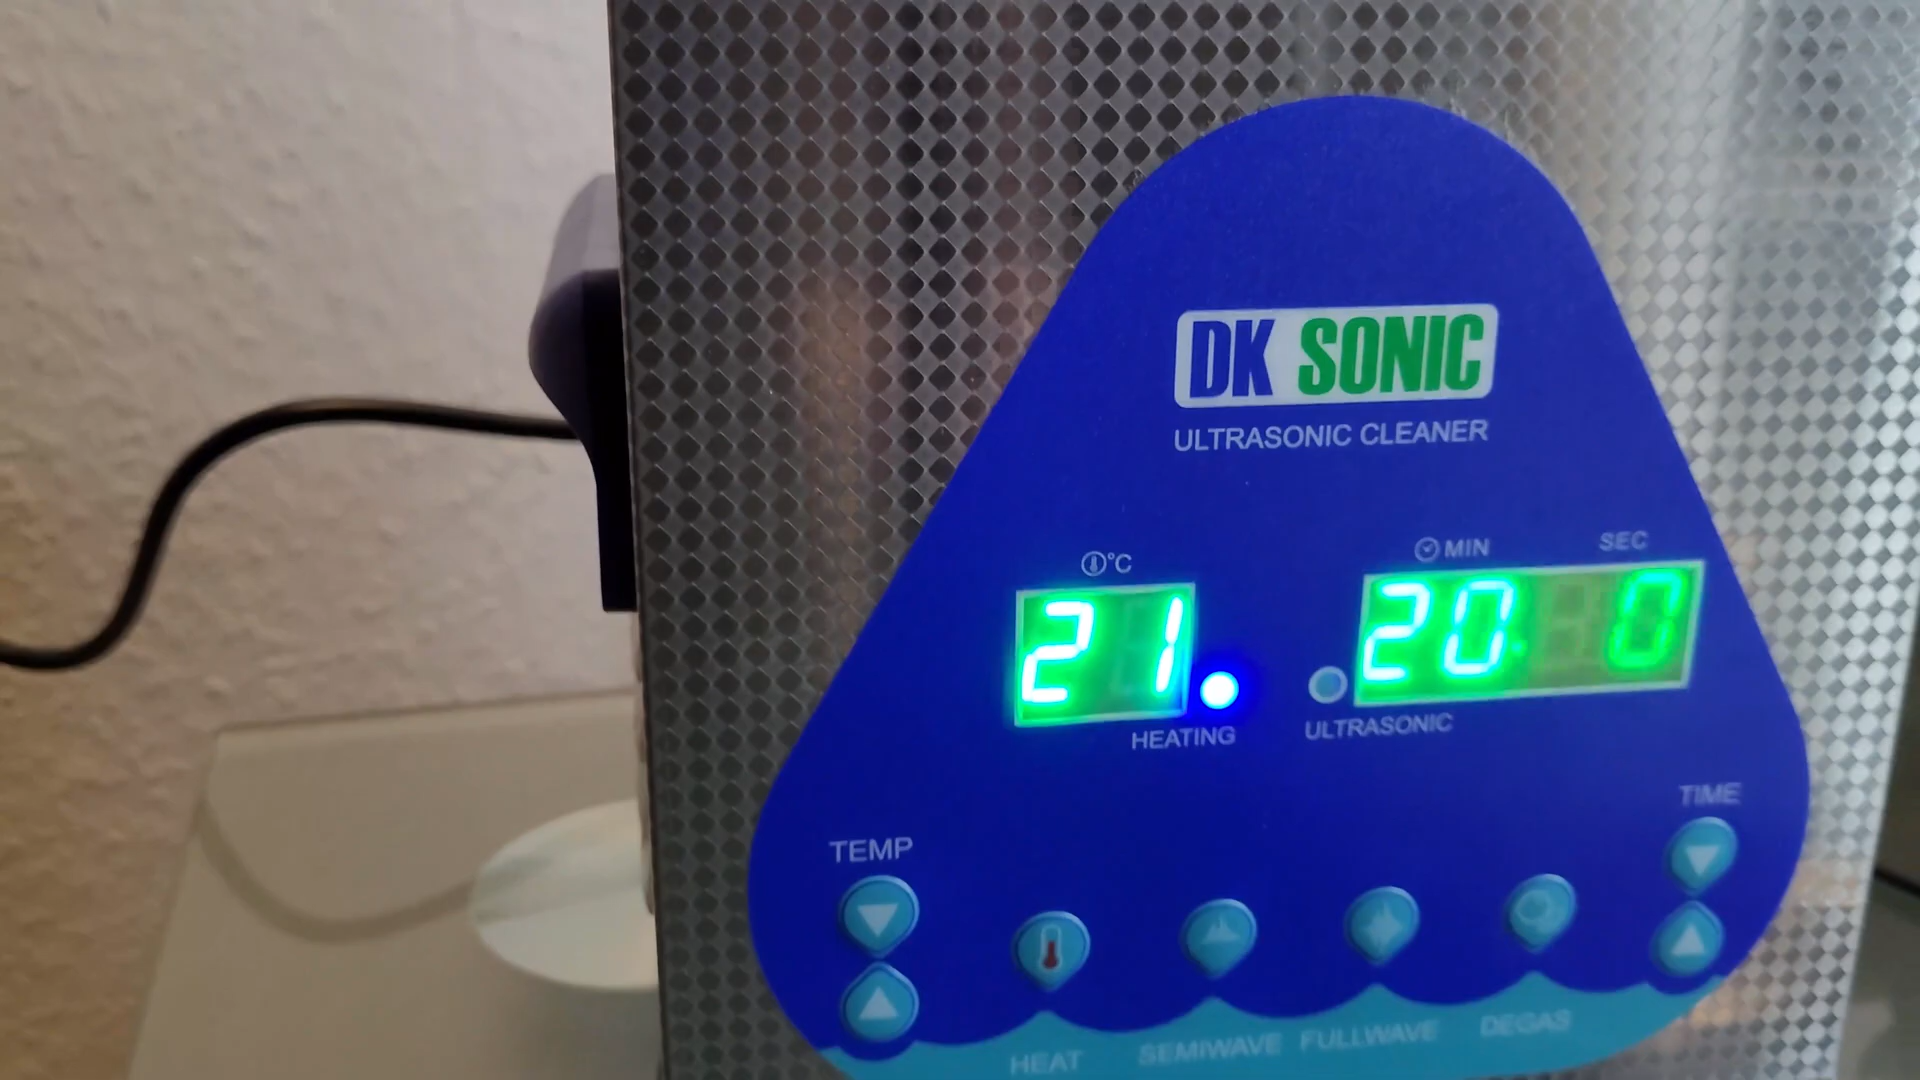 DK SONIC
ULTRASONIC CLEANER
°C
MIN SEC
21. 20. 0
HEATING
ULTRASONIC
TEMP
TIME
HEAT SEMIWAVE FULLWAVE DEGAS